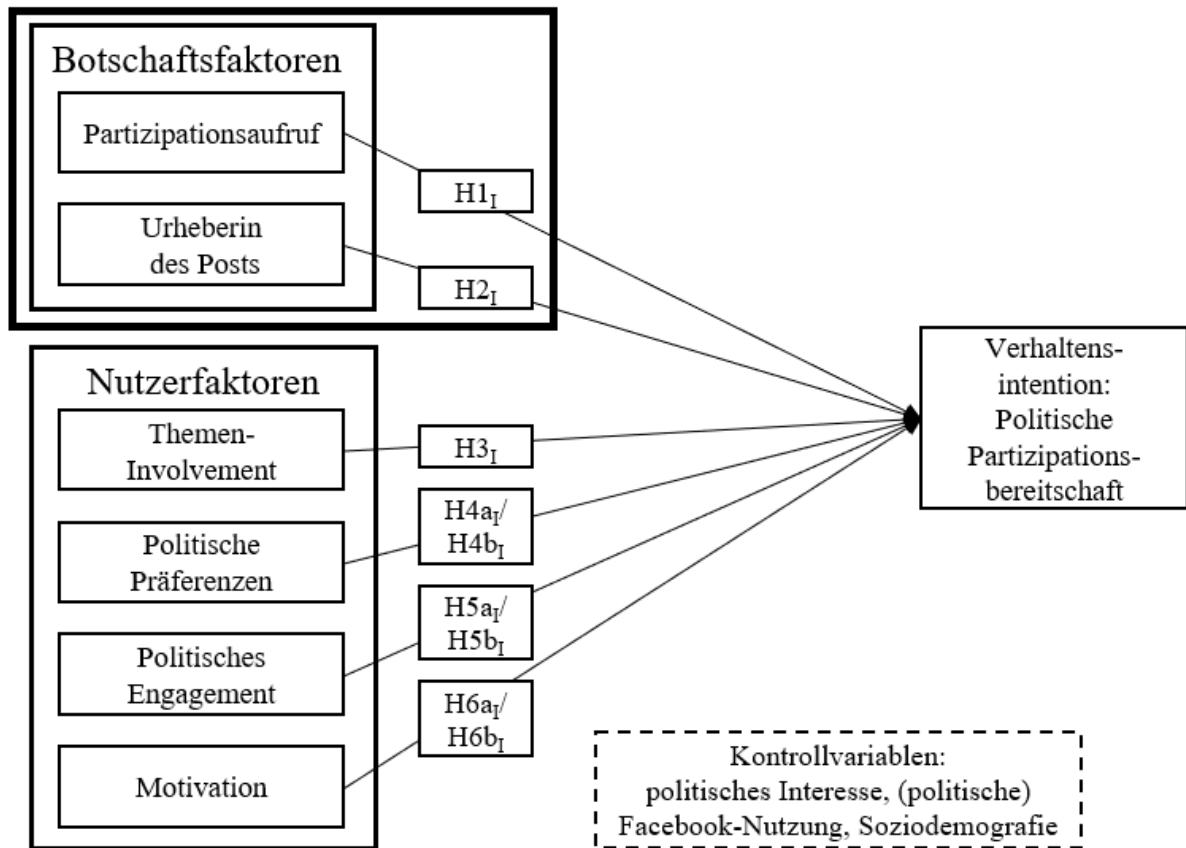 Botschaftsfaktoren
Partizipationsaufruf
H1I
Urheberin
des Posts
H2I
Nutzerfaktoren
Themen-
Involvement
H3I
Politische
Präferenzen
H4aI/
H4bI
Politisches
Engagement
H5aI/
H5bI
Motivation
H6aI/
H6bI
Verhaltens-
intention:
Politische
Partizipations-
bereitschaft
Kontrollvariablen:
politisches Interesse, (politische)
Facebook-Nutzung, Soziodemografie